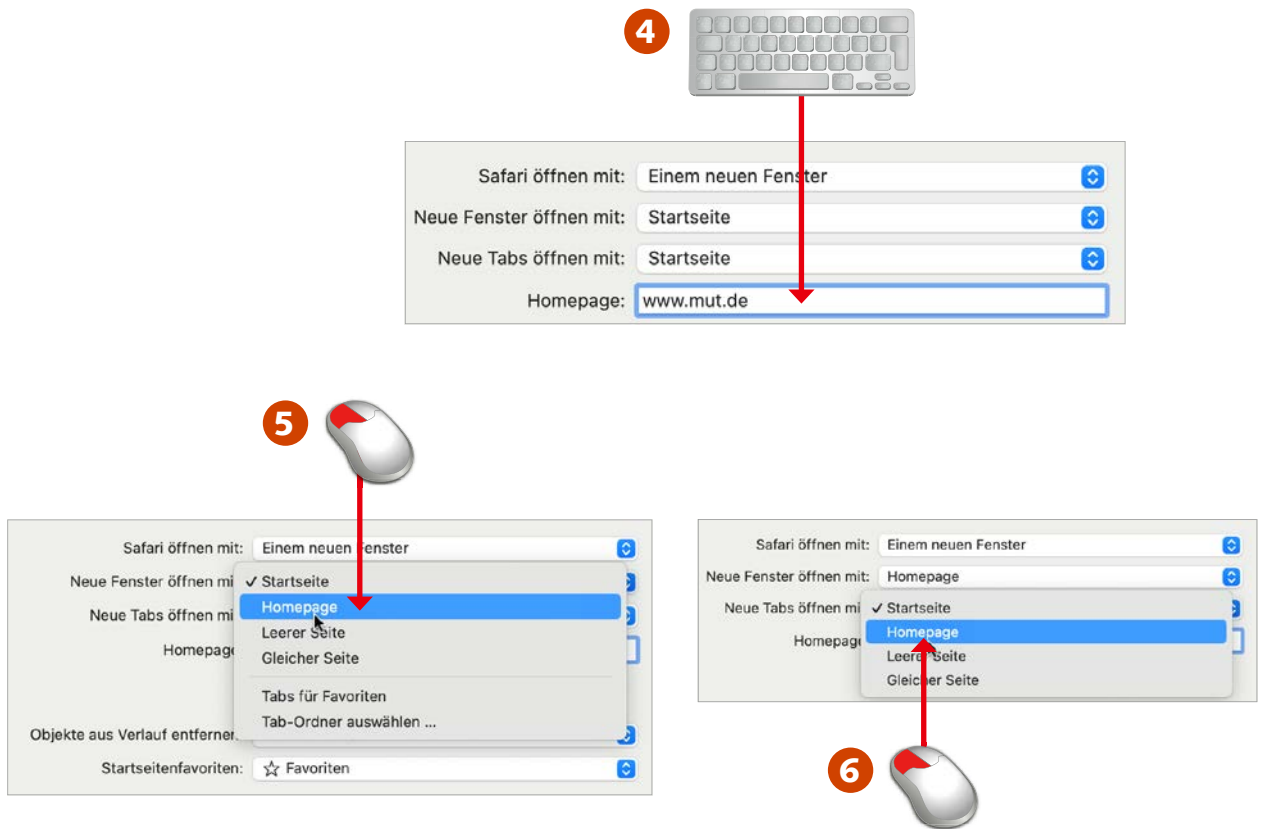 4
Safari öffnen mit: Einem neuen Fenster
Neue Fenster öffnen mit: Startseite
Neue Tabs öffnen mit: Startseite
Homepage: www.mut.de
5
Safari öffnen mit: Einem neuen Fenster
Neue Fenster öffnen mi ✓ Startseite
Neue Tabs öffnen mi Homepage
Leerer Seite
Homepage Gleicher Seite
Tabs für Favoriten
Tab-Ordner auswählen ...
Objekte aus Verlauf entfernen
Startseitenfavoriten: ☆ Favoriten
Safari öffnen mit: Einem neuen Fenster
Neue Fenster öffnen mit: Homepage
Neue Tabs öffnen mi ✓ Startseite
Homepage
Homepage Leerer Seite
Gleicher Seite
6